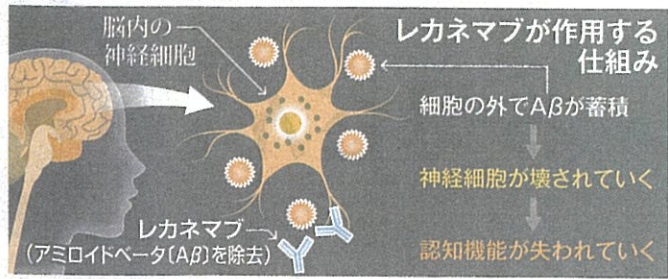 レカネマブが作用する
仕組み
脳内の
神経細胞
細胞の外でAβが蓄積
神経細胞が壊されていく
認知機能が失われていく
レカネマブ
(アミロイドベータ〔Aβ〕を除去)